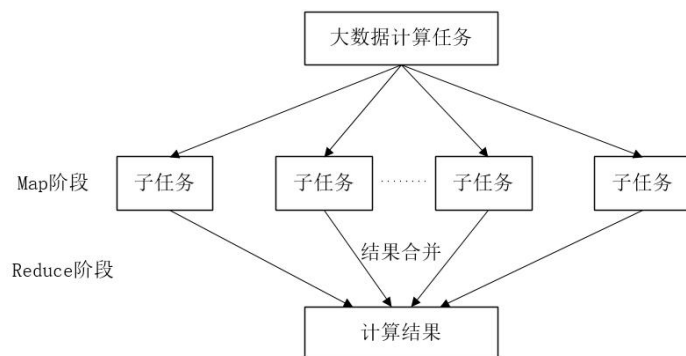 大数据计算任务
Map阶段
子任务
子任务
........
子任务
子任务
结果合并
Reduce阶段
计算结果